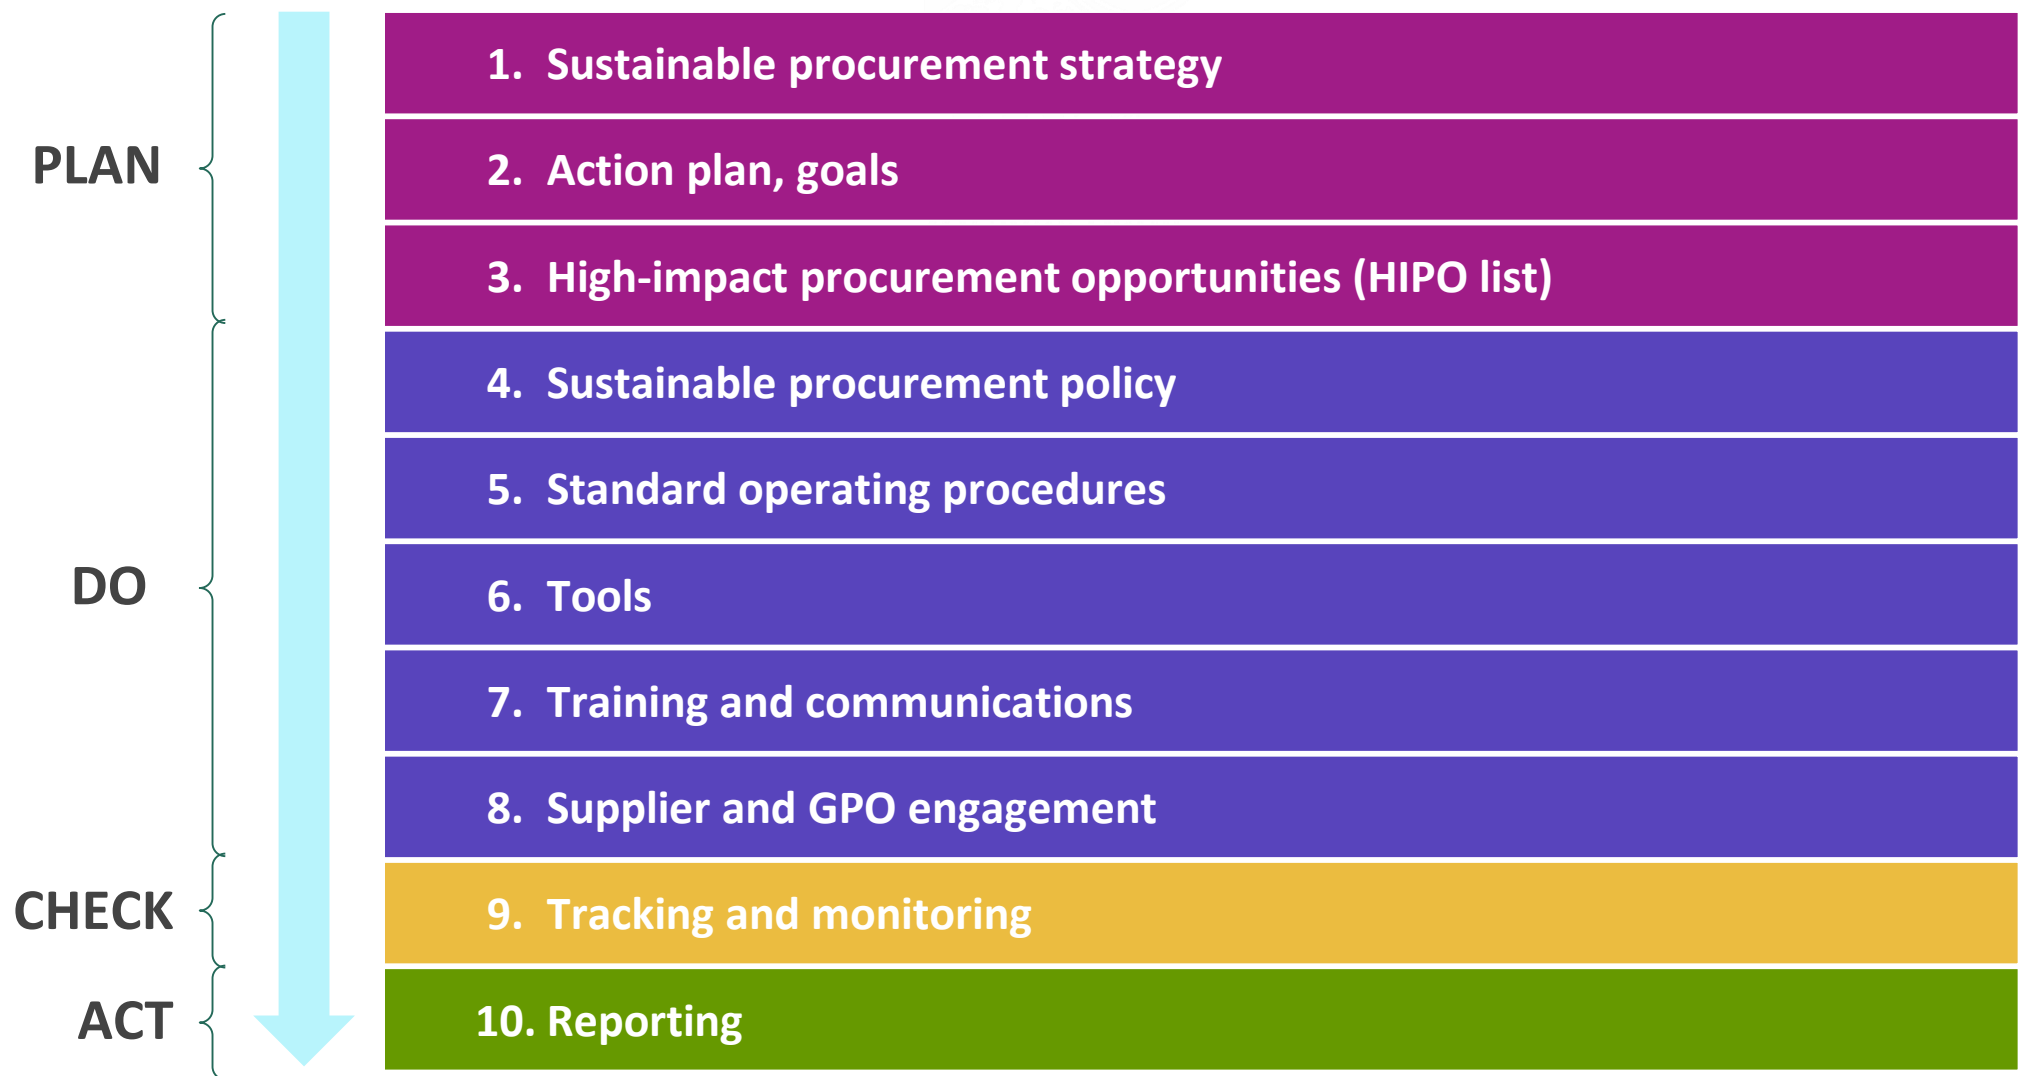 PLAN
1. Sustainable procurement strategy
2. Action plan, goals
3. High-impact procurement opportunities (HIPO list)
DO
4. Sustainable procurement policy
5. Standard operating procedures
6. Tools
7. Training and communications
8. Supplier and GPO engagement
CHECK
9. Tracking and monitoring
ACT
10. Reporting